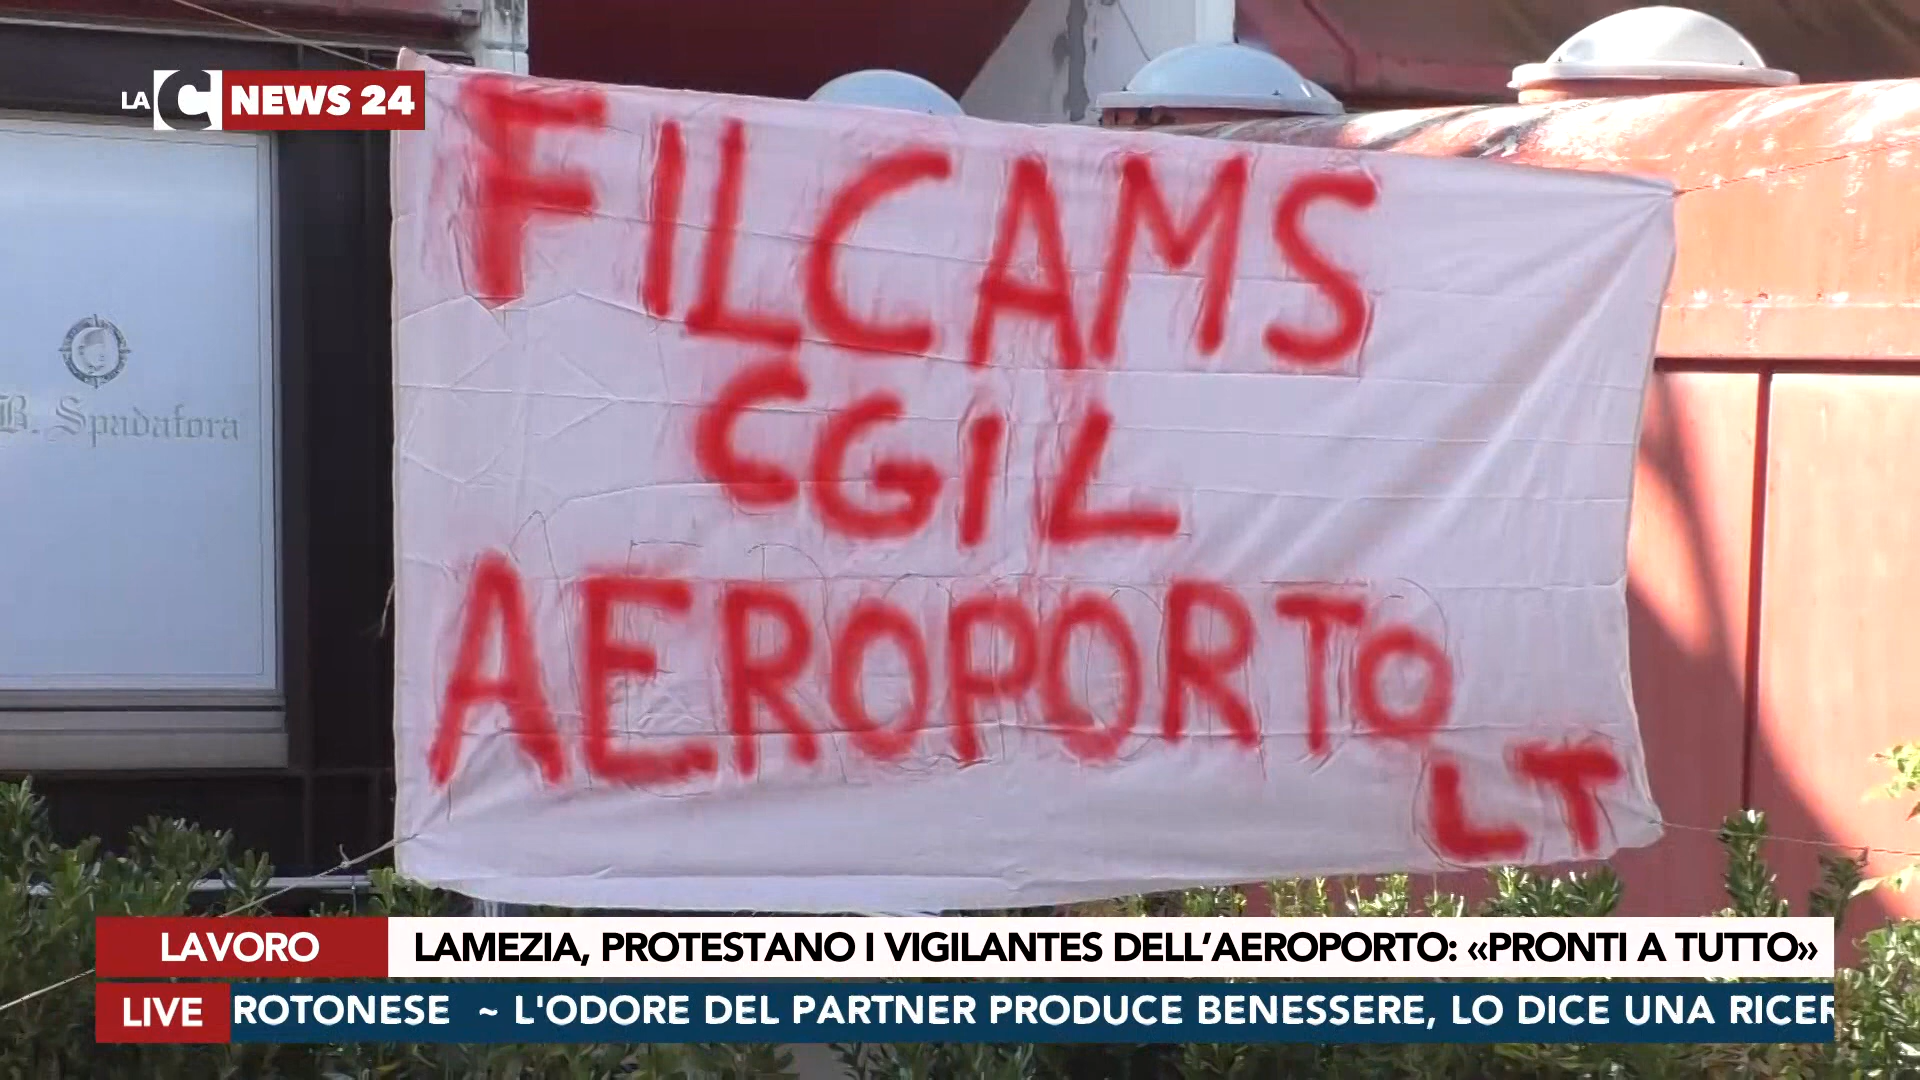 LA C NEWS 24
B. Spadafora
FILCAMS
CGIL
AEROPORTO
LT
LAVORO
LAMEZIA, PROTESTANO I VIGILANTES DELL’AEROPORTO: «PRONTI A TUTTO»
LIVE
ROTONESE ~ L'ODORE DEL PARTNER PRODUCE BENESSERE, LO DICE UNA RICER